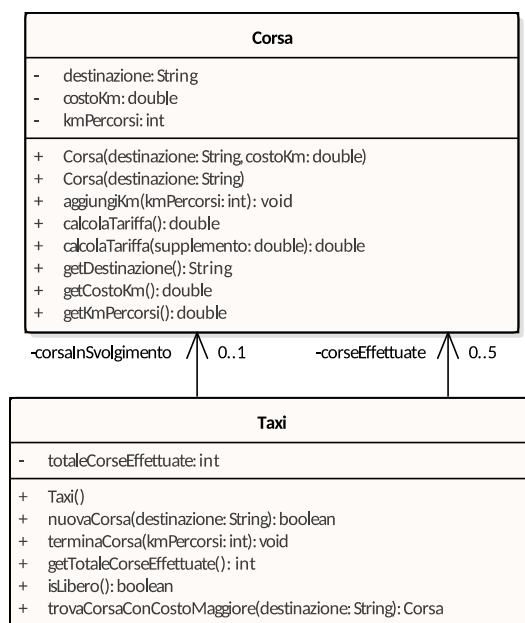 Corsa
- destinazione: String
- costoKm: double
- kmPercorsi: int
+ Corsa(destinazione: String, costoKm: double)
+ Corsa(destinazione: String)
+ aggiungiKm(kmPercorsi: int): void
+ calcolaTariffa(): double
+ calcolaTariffa(supplemento: double): double
+ getDestinazione(): String
+ getCostoKm(): double
+ getKmPercorsi(): double
-corsaInSvolgimento 0..1 -corseEffettuate 0..5
Taxi
- totaleCorseEffettuate: int
+ Taxi()
+ nuovaCorsa(destinazione: String): boolean
+ terminaCorsa(kmPercorsi: int): void
+ getTotaleCorseEffettuate(): int
+ isLibero(): boolean
+ trovaCorsaConCostoMaggiore(destinazione: String): Corsa